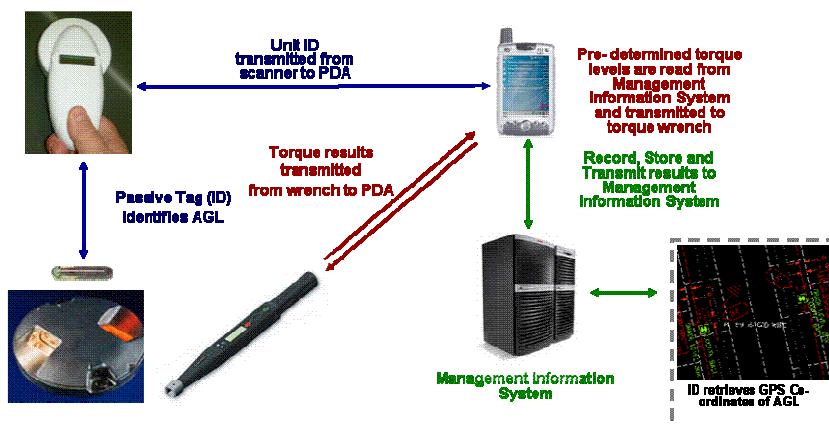 Unit ID
transmitted from
scanner to PDA
Pre- determined torque
levels are read from
Management
Information System
and transmitted to
torque wrench
Torque results
transmitted
from wrench to PDA
Record, Store and
Transmit results to
Management
Information System
Passive Tag (ID)
identifies AGL
Management Information
System
ID retrieves GPS Co-
ordinates of AGL